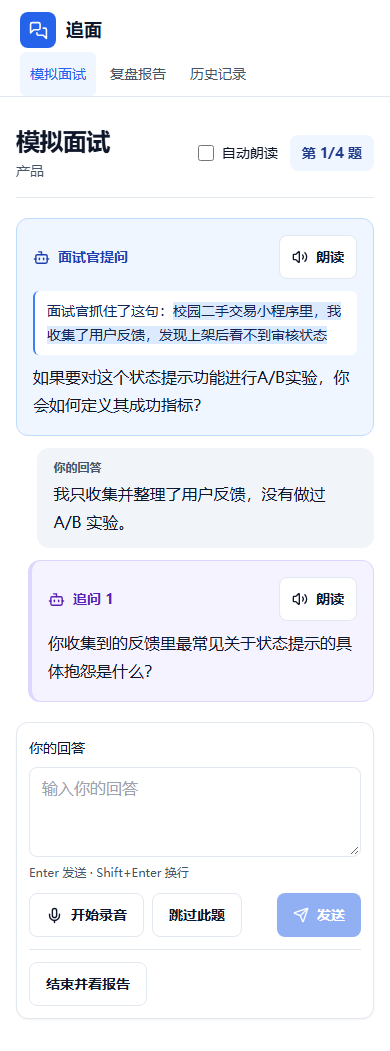 追面
模拟面试 复盘报告 历史记录
模拟面试
产品
自动朗读
第 1/4 题
面试官提问
朗读
面试官抓住了这句：校园二手交易小程序里，我
收集了用户反馈，发现上架后看不到审核状态
如果要对这个状态提示功能进行A/B实验，你
会如何定义其成功指标？
你的回答
我只收集并整理了用户反馈，没有做过
A/B 实验。
追问 1
朗读
你收集到的反馈里最常见关于状态提示的具
体抱怨是什么？
你的回答
输入你的回答
Enter 发送 · Shift+Enter 换行
开始录音 跳过此题 发送
结束并看报告